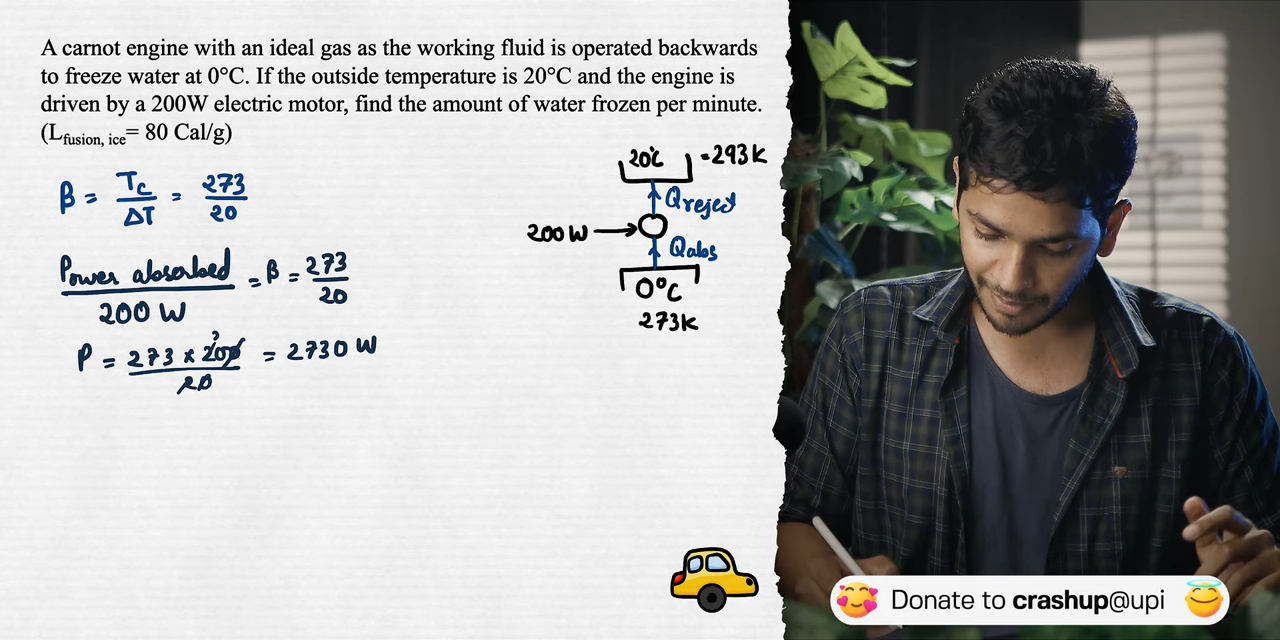 A carnot engine with an ideal gas as the working fluid is operated backwards
to freeze water at 0°C. If the outside temperature is 20°C and the engine is
driven by a 200W electric motor, find the amount of water frozen per minute.
(Lfusion, ice= 80 Cal/g)
β = Tc/ΔT = 273/20
Power absorbed/200 W = β = 273/20
P = 273 × 200/20 = 2730 W
20°C = 293K
Qreject
200W
Qabs
0°C
273K
Donate to crashup@upi